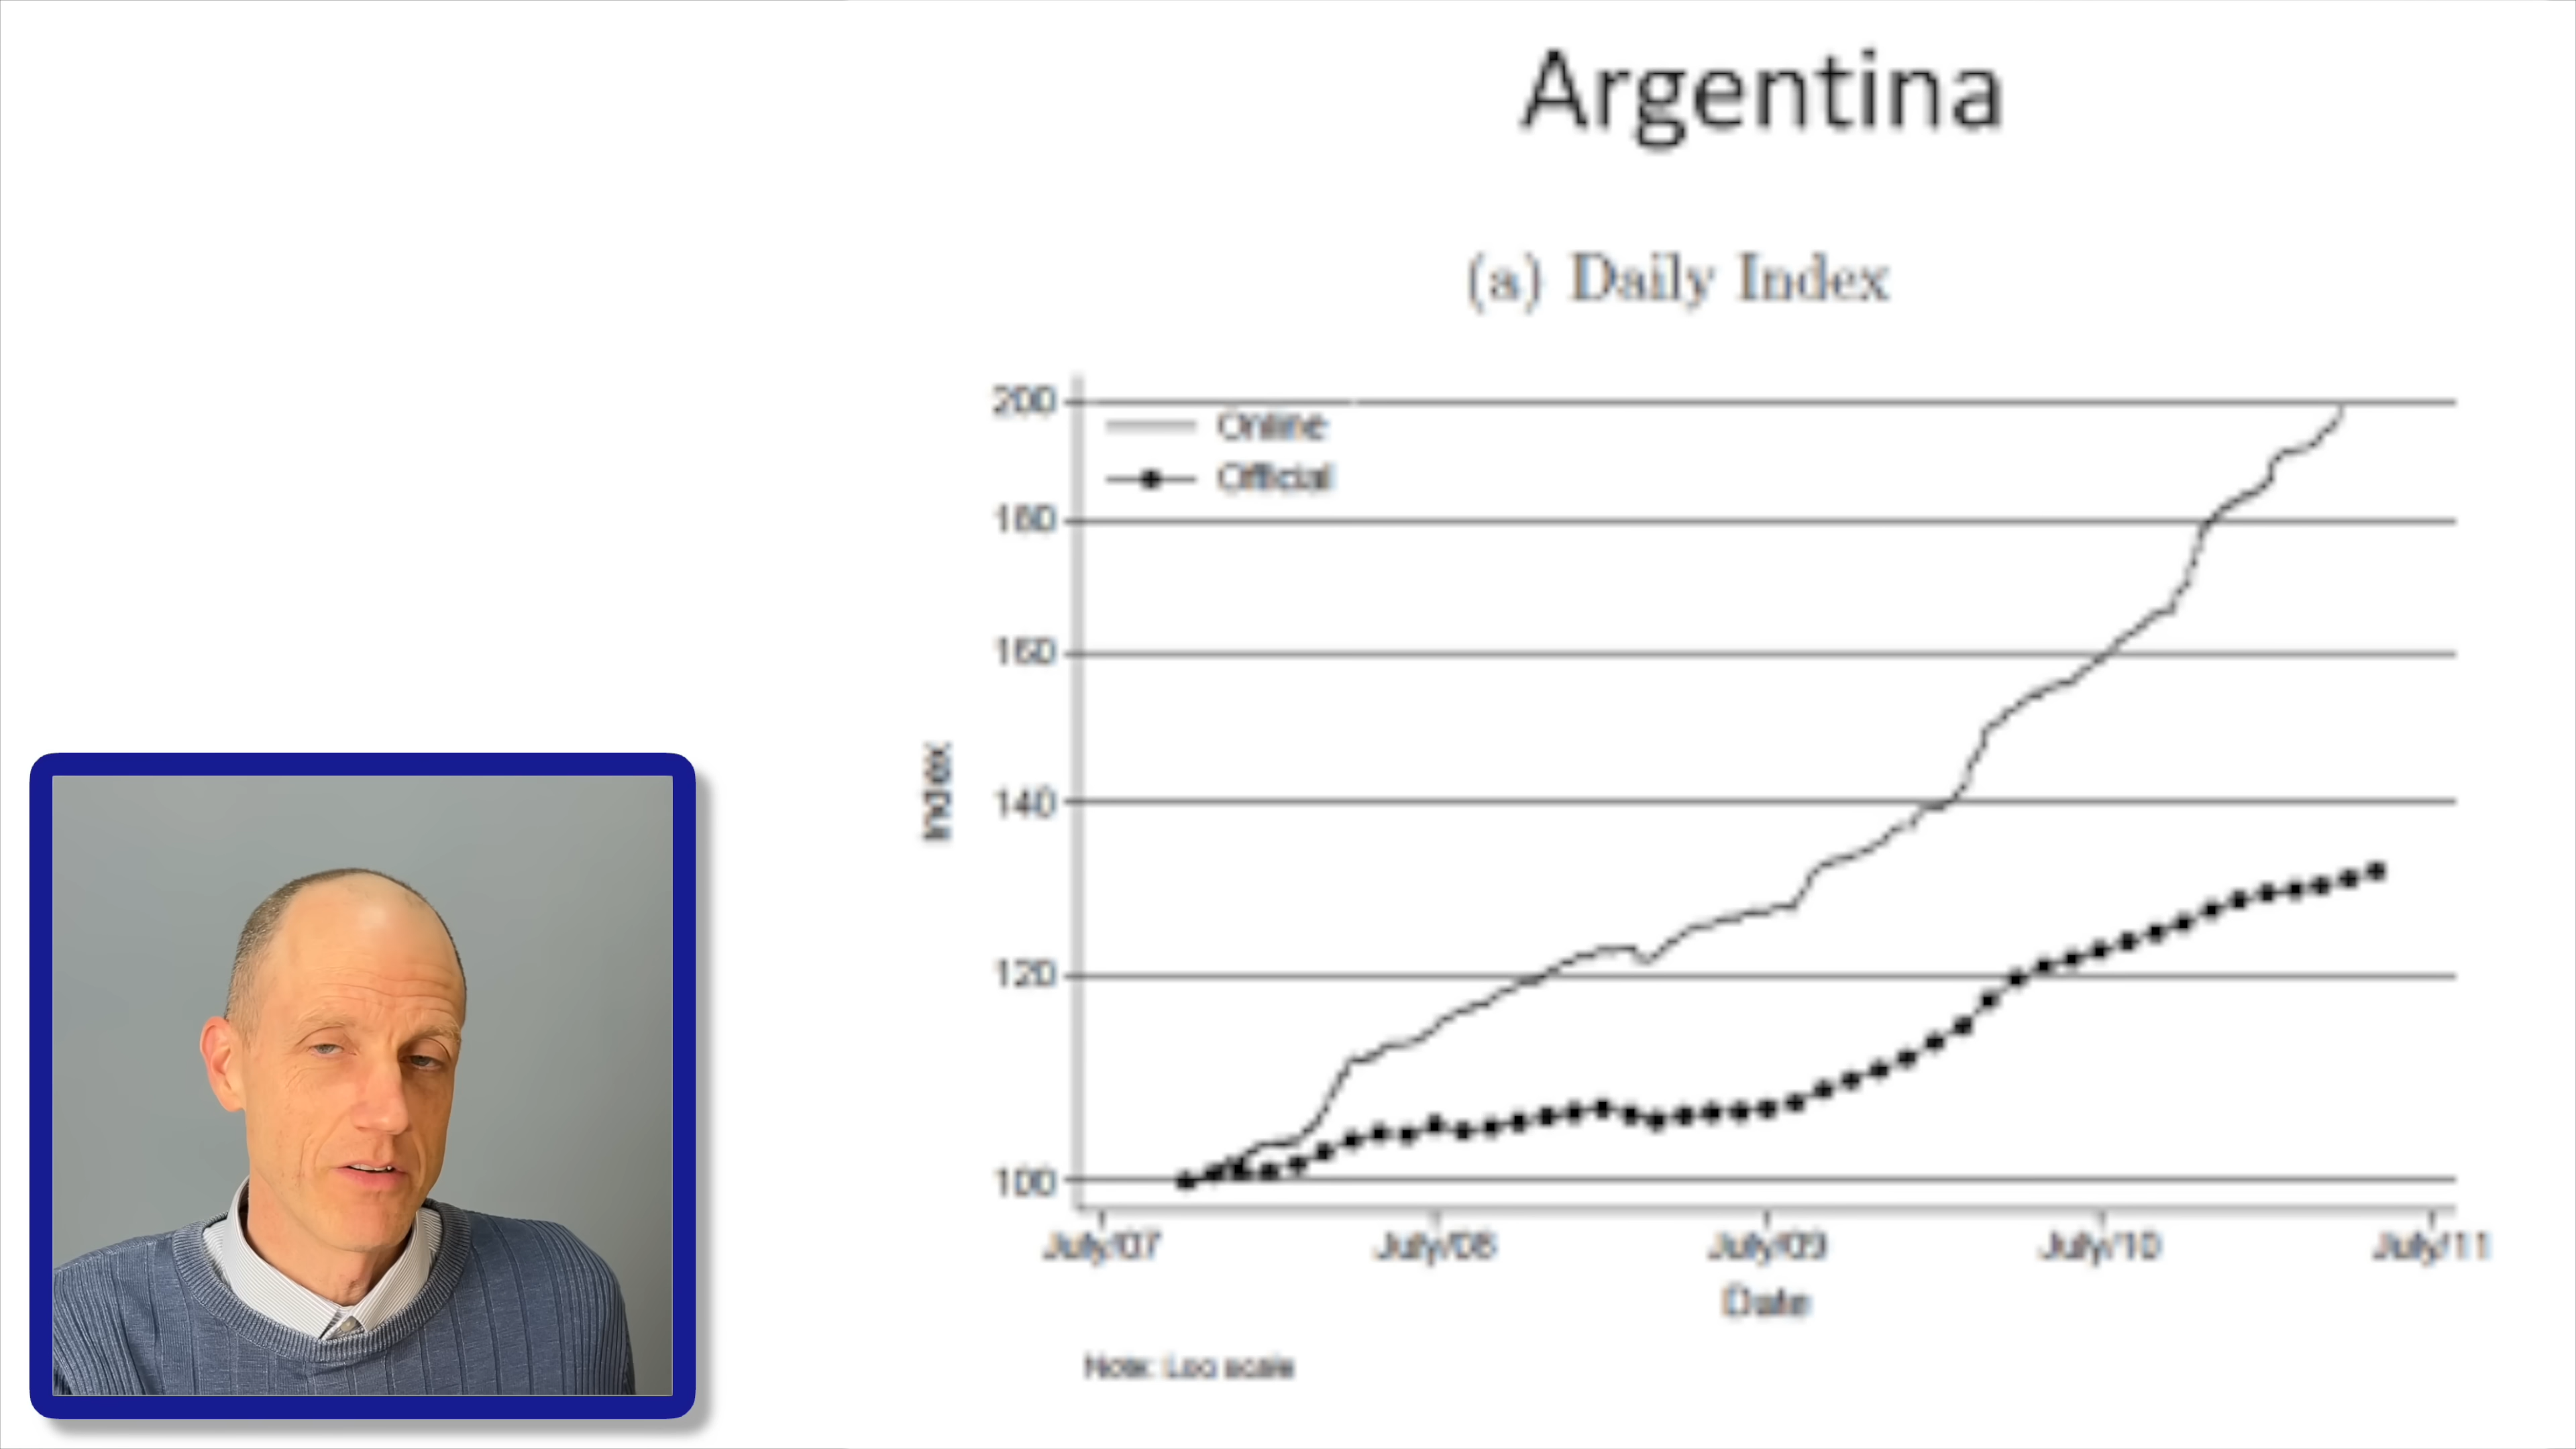 Argentina
(a) Daily Index
200
Online
Official
180
160
Index
140
120
100
July/07 July/08 July/09 July/10 July/11
Date
Note: Log scale